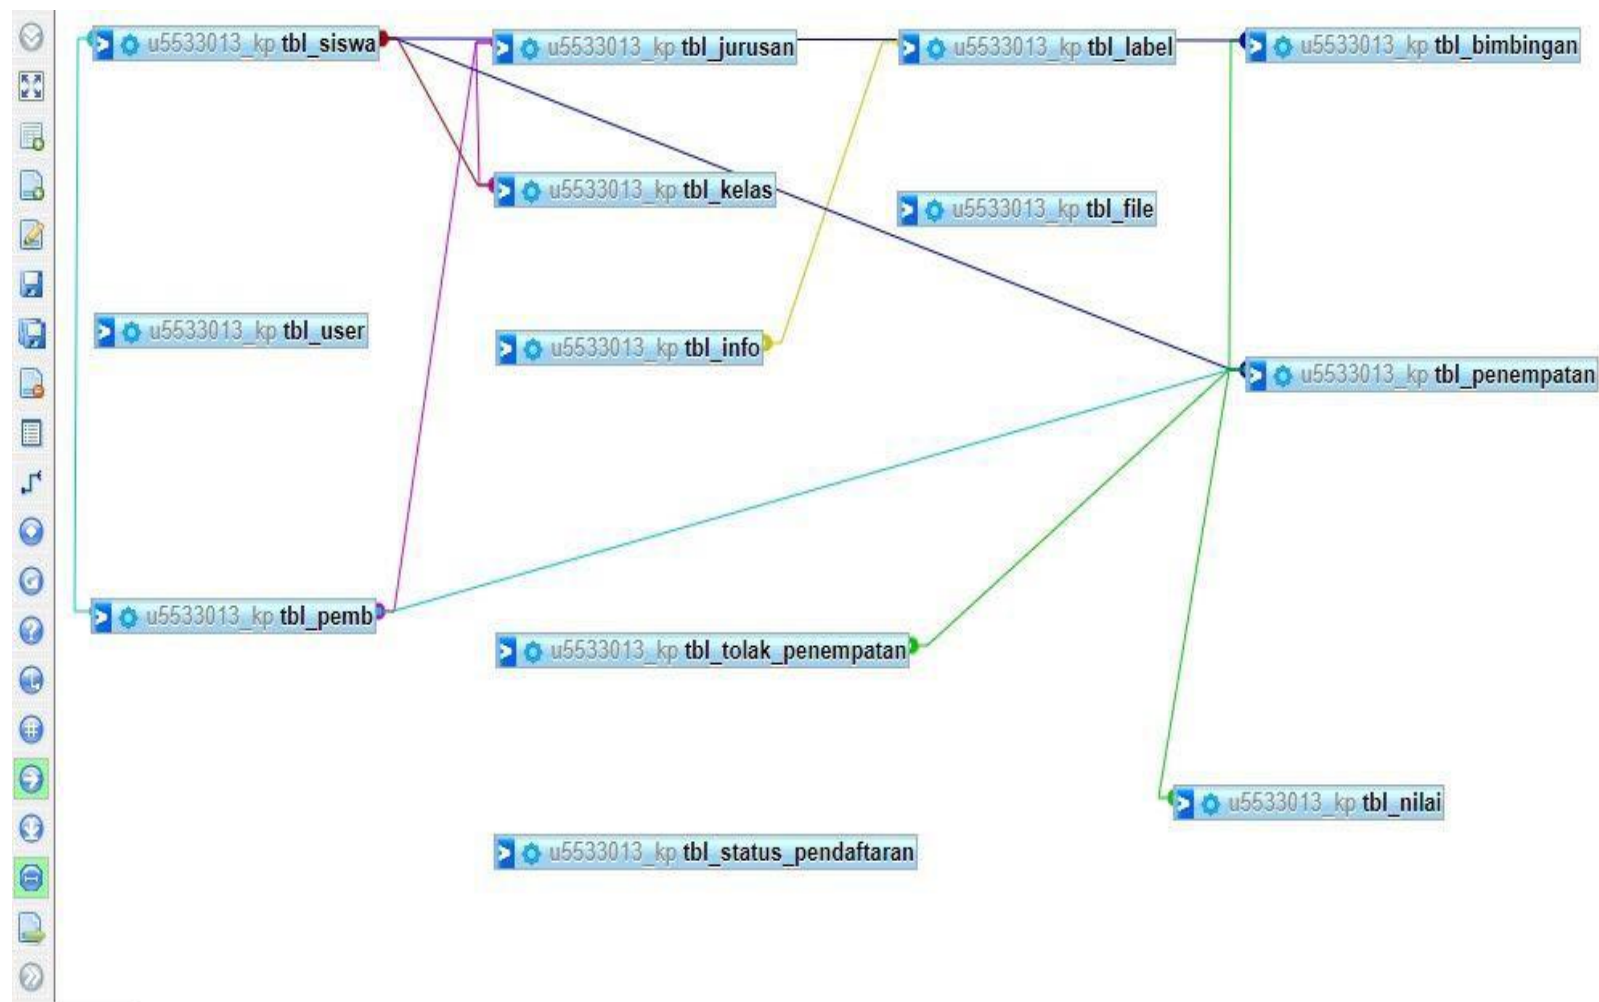 u5533013_kp tbl_siswa
u5533013_kp tbl_jurusan
u5533013_kp tbl_label
u5533013_kp tbl_bimbingan
u5533013_kp tbl_kelas
u5533013_kp tbl_file
u5533013_kp tbl_user
u5533013_kp tbl_info
u5533013_kp tbl_penempatan
u5533013_kp tbl_pemb
u5533013_kp tbl_tolak_penempatan
u5533013_kp tbl_nilai
u5533013_kp tbl_status_pendaftaran